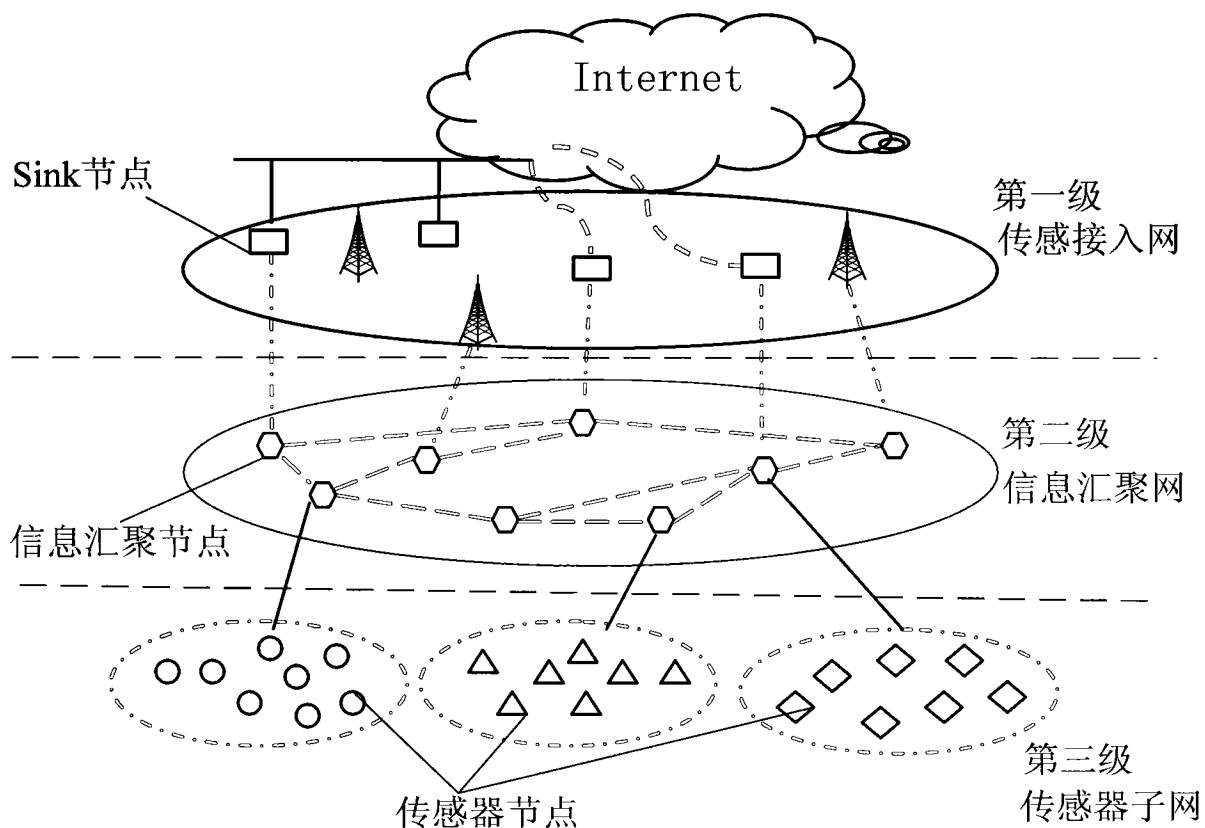 Internet
Sink节点
第一级
传感接入网
第二级
信息汇聚网
信息汇聚节点
第三级
传感器子网
传感器节点